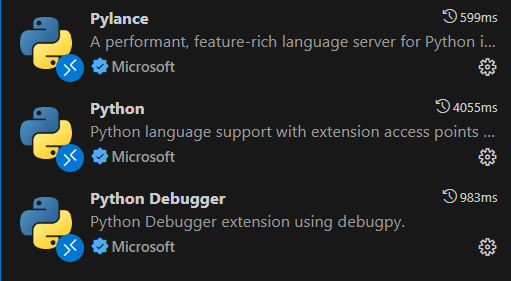 Pylance 599ms
A performant, feature-rich language server for Python i...
Microsoft
Python 4055ms
Python language support with extension access points ...
Microsoft
Python Debugger 983ms
Python Debugger extension using debugpy.
Microsoft